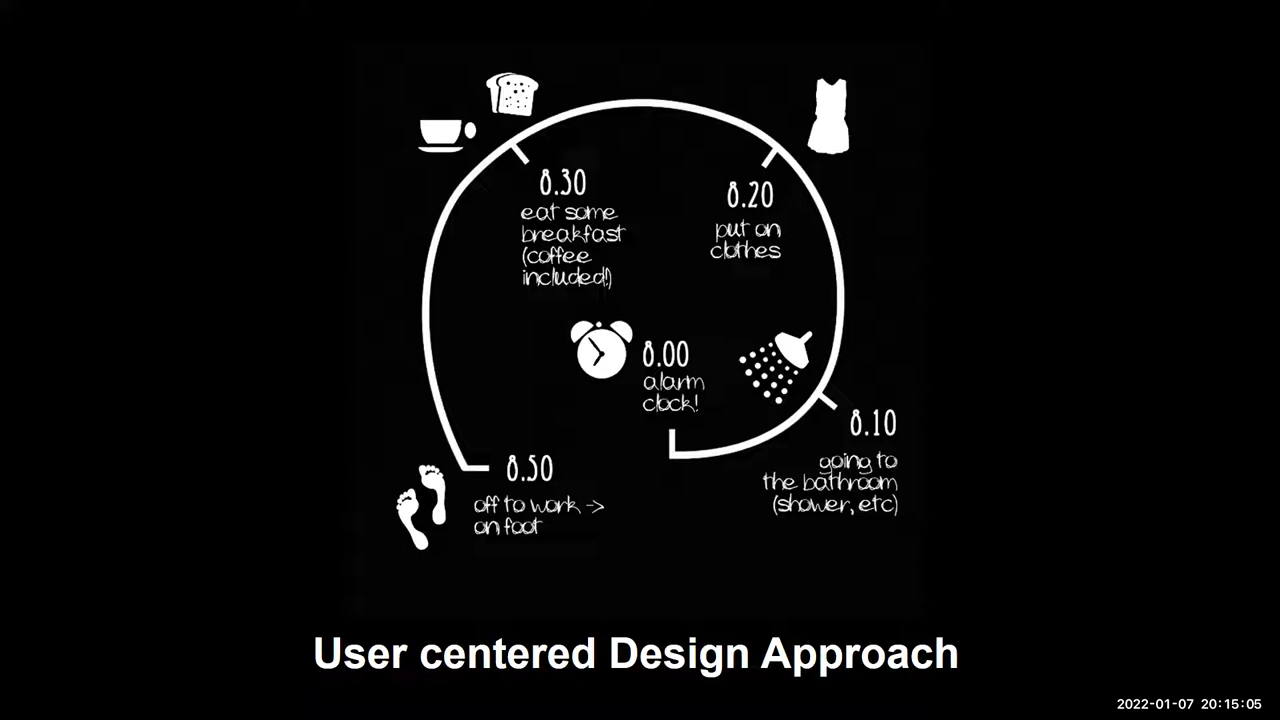 8.30
eat some
breakfast
(coffee
included!)
8.20
put on
clothes
8.00
alarm
clock!
8.10
going to
the bathroom
(shower, etc)
8.50
off to work ->
on foot
User centered Design Approach
2022-01-07 20:15:05